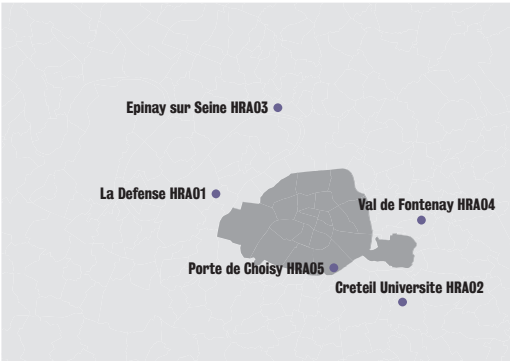 Epinay sur Seine HRA03
La Defense HRA01
Val de Fontenay HRA04
Porte de Choisy HRA05
Creteil Universite HRA02